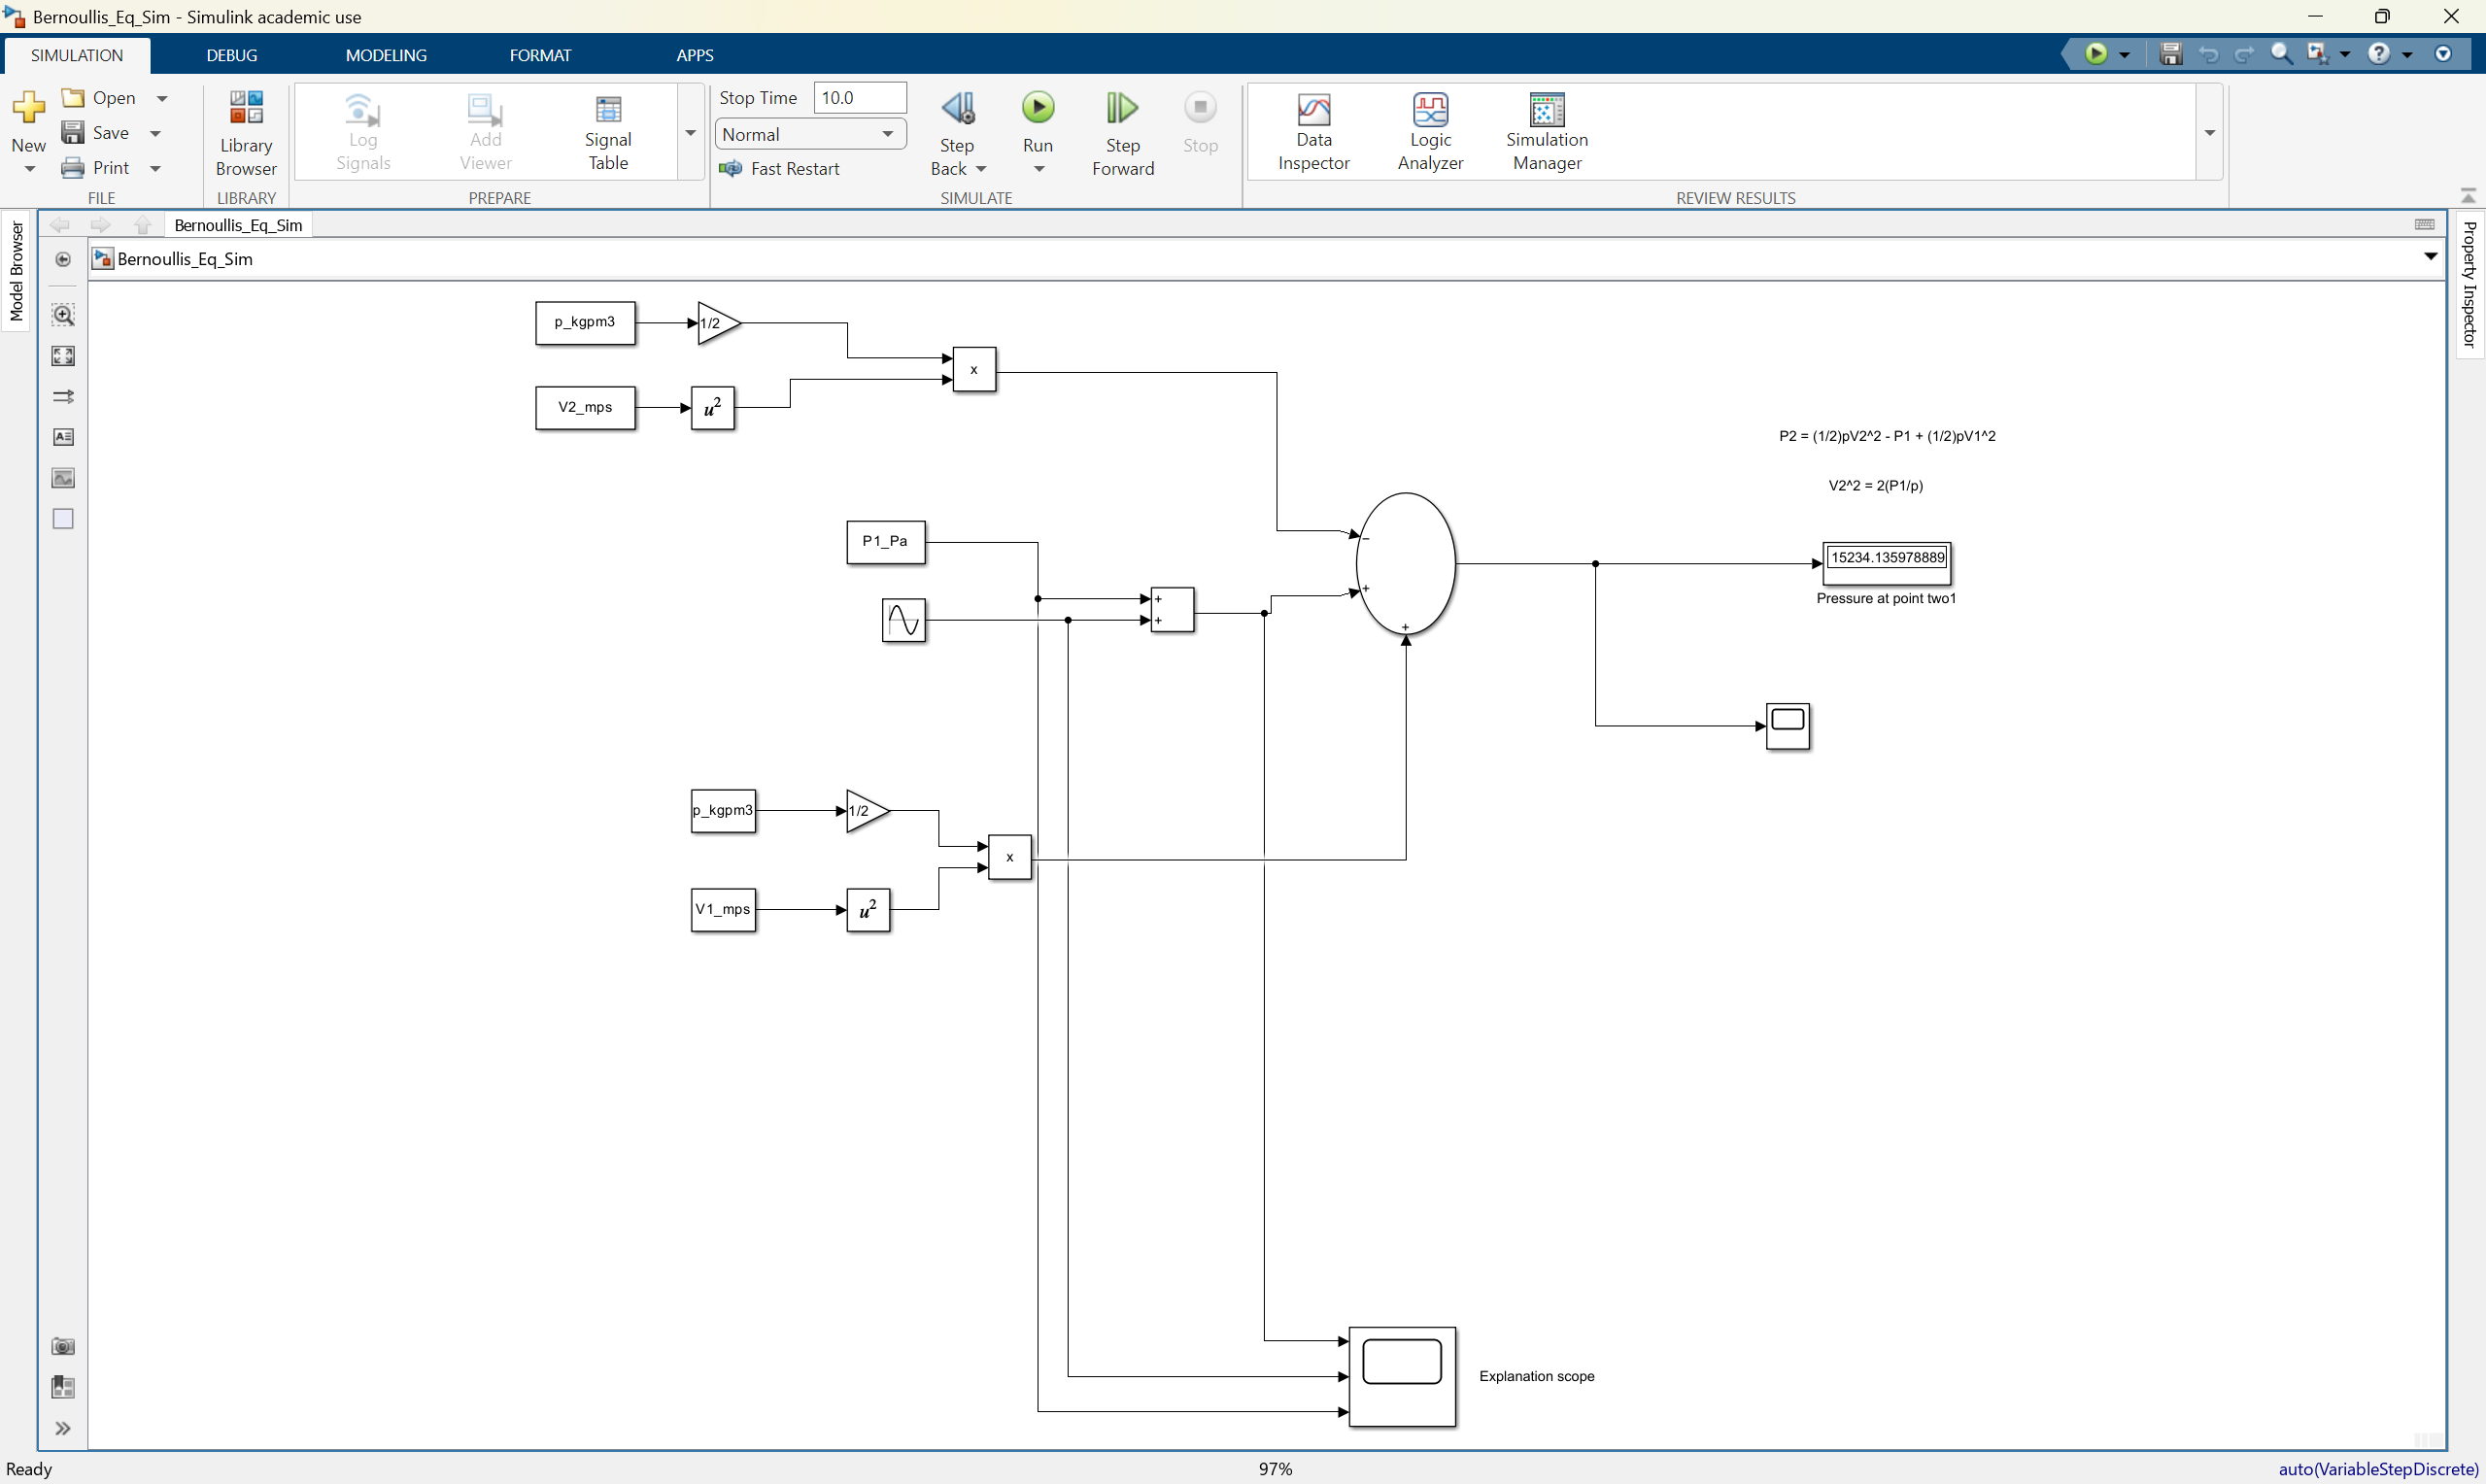 Bernoullis_Eq_Sim - Simulink academic use
SIMULATION
DEBUG
MODELING
FORMAT
APPS
New
Open
Save
Print
FILE
Library
Browser
LIBRARY
Log
Signals
Add
Viewer
Signal
Table
PREPARE
Stop Time
10.0
Normal
Fast Restart
Step
Back
Run
Step
Forward
Stop
SIMULATE
Data
Inspector
Logic
Analyzer
Simulation
Manager
REVIEW RESULTS
Model Browser
Property Inspector
Bernoullis_Eq_Sim
Bernoullis_Eq_Sim
p_kgpm3
1/2
x
V2_mps
u2
P2 = (1/2)pV2^2 - P1 + (1/2)pV1^2
V2^2 = 2(P1/p)
P1_Pa
−
+
+
+
+
15234.135978889
Pressure at point two1
p_kgpm3
1/2
x
V1_mps
u2
Explanation scope
Ready
97%
auto(VariableStepDiscrete)